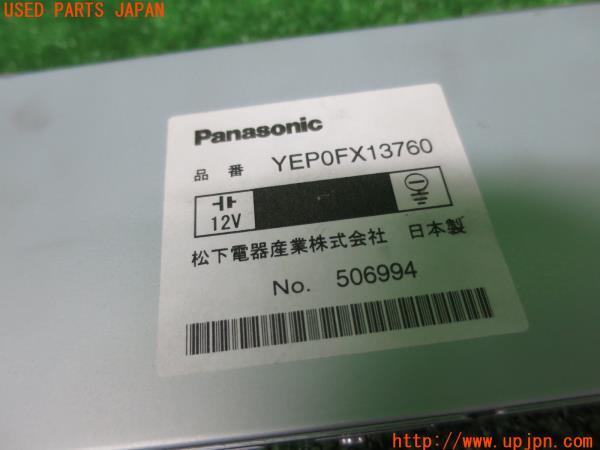 USED PARTS JAPAN
Panasonic
品番 YEP0FX13760
12V
松下電器産業株式会社 日本製
No. 506994
http://www.upjpn.com